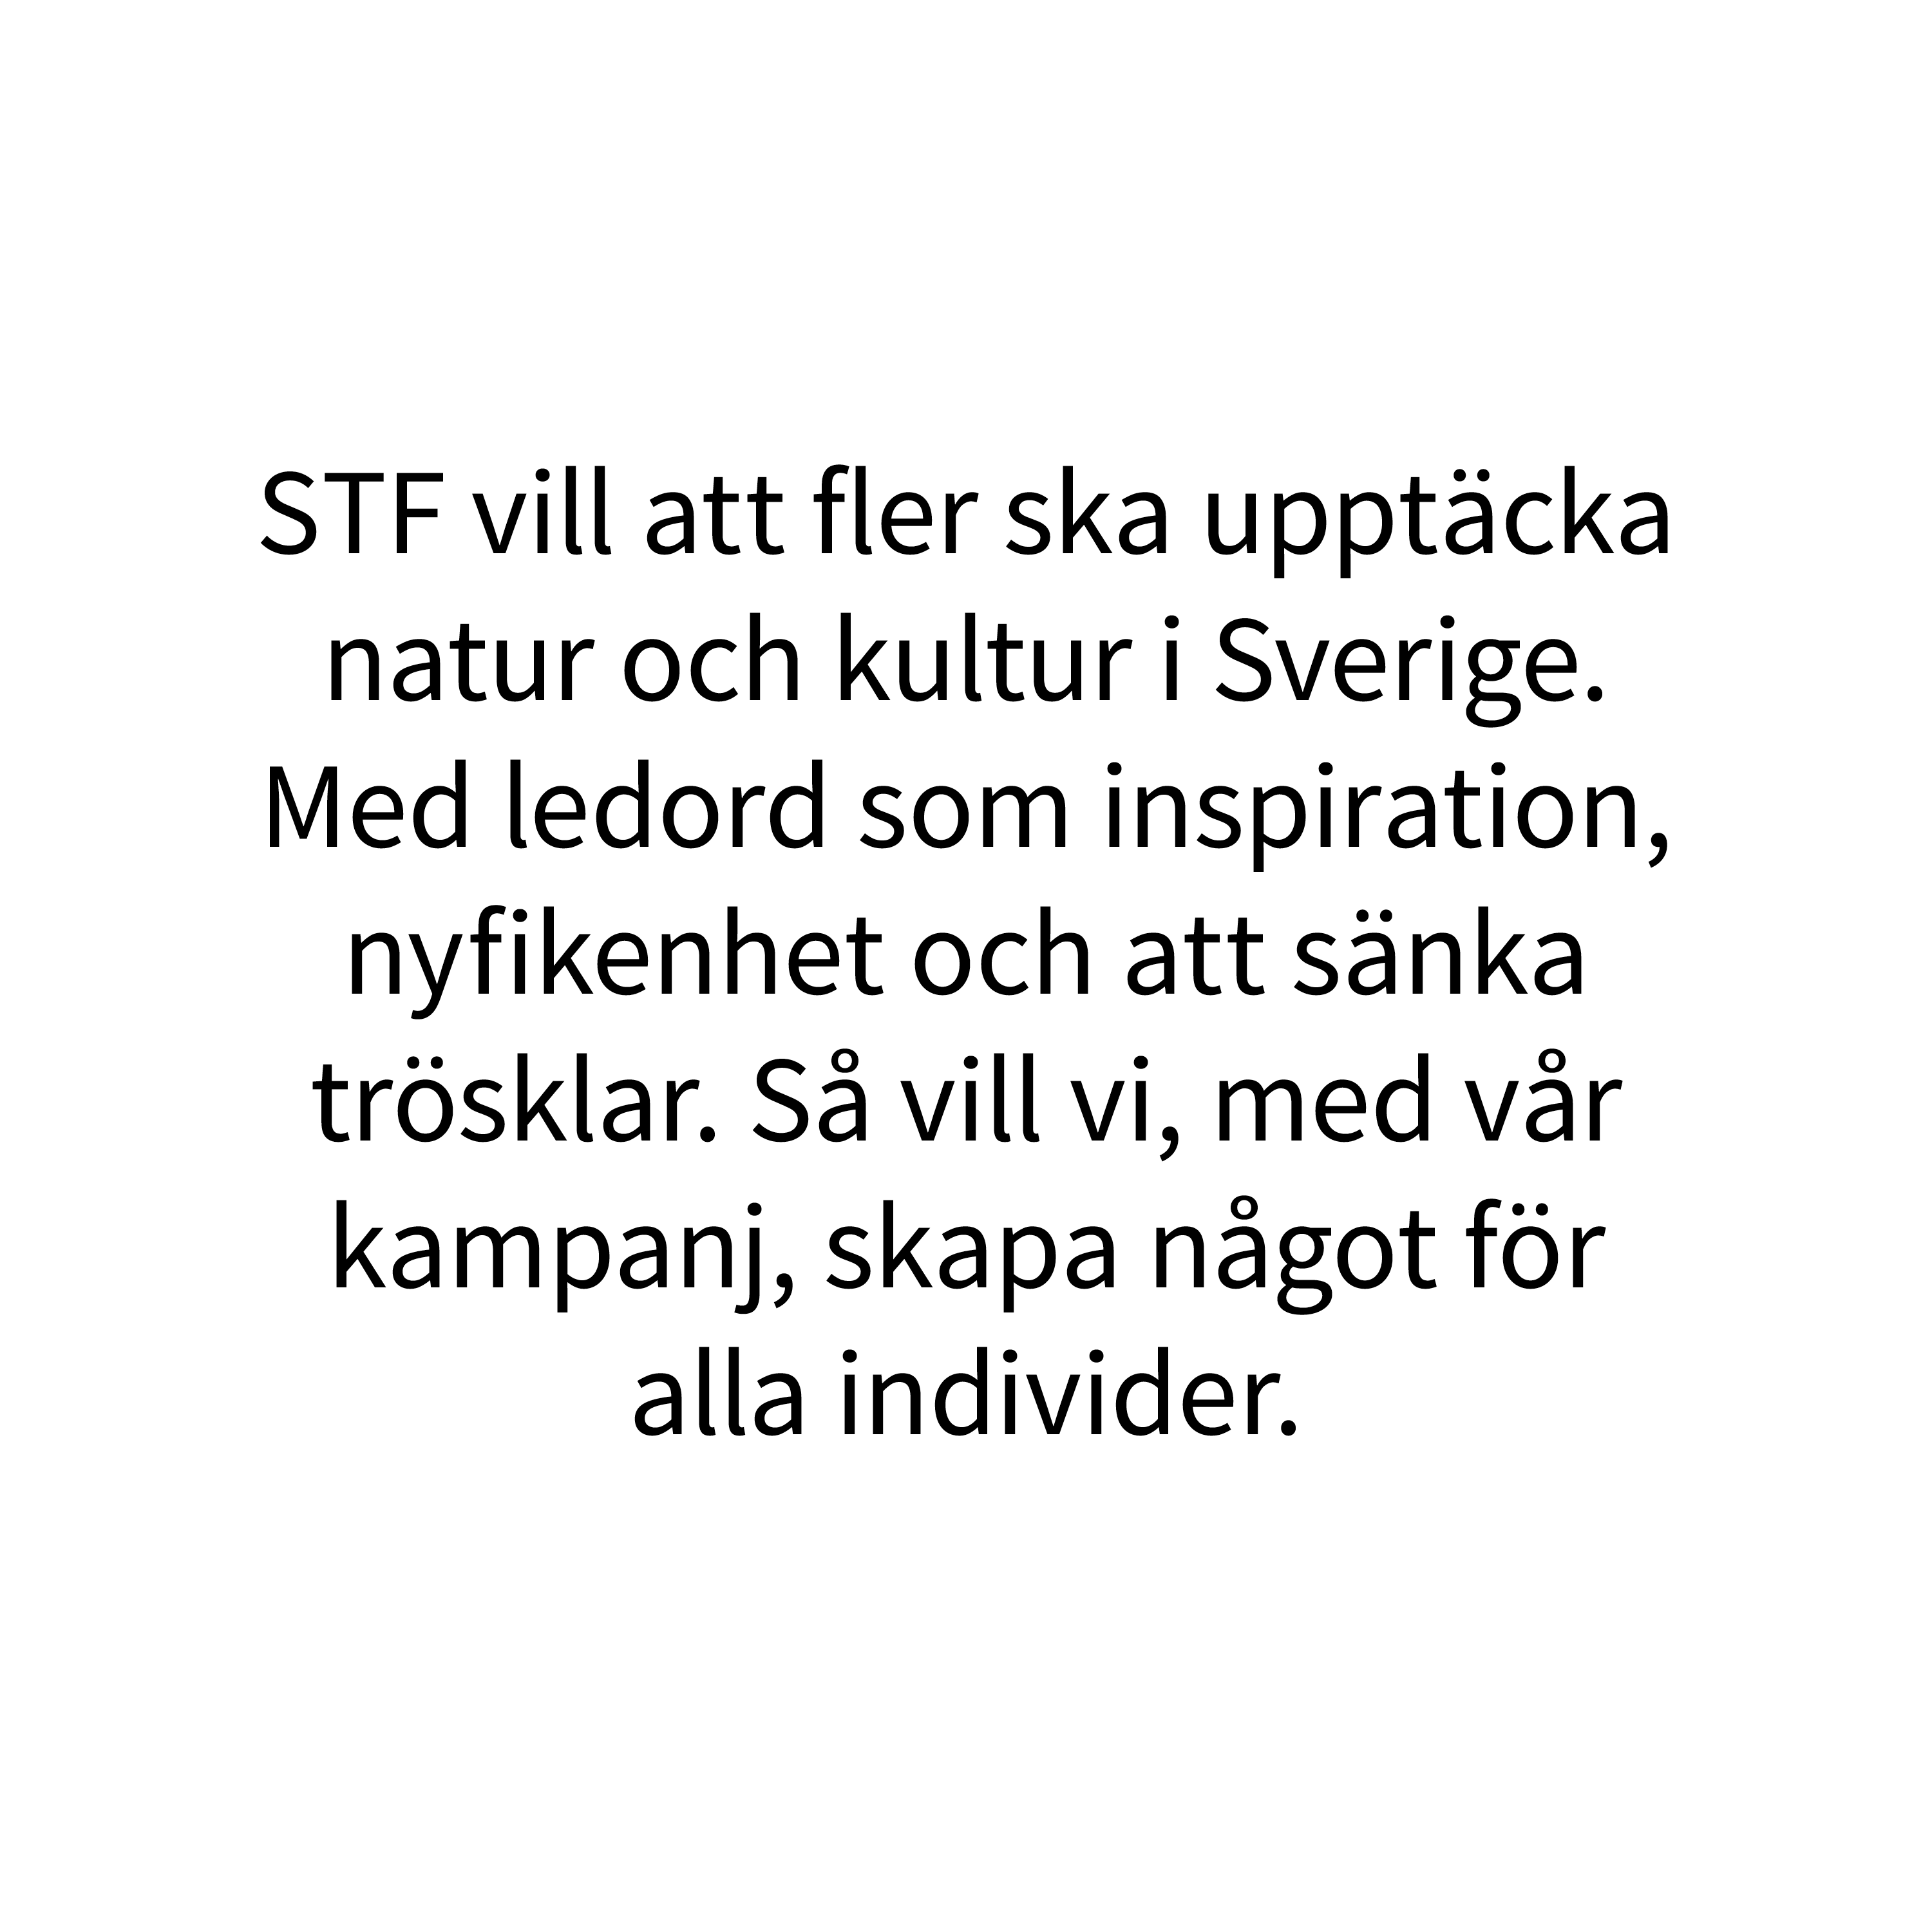 STF vill att fler ska upptäcka
natur och kultur i Sverige.
Med ledord som inspiration,
nyfikenhet och att sänka
trösklar. Så vill vi, med vår
kampanj, skapa något för
alla individer.